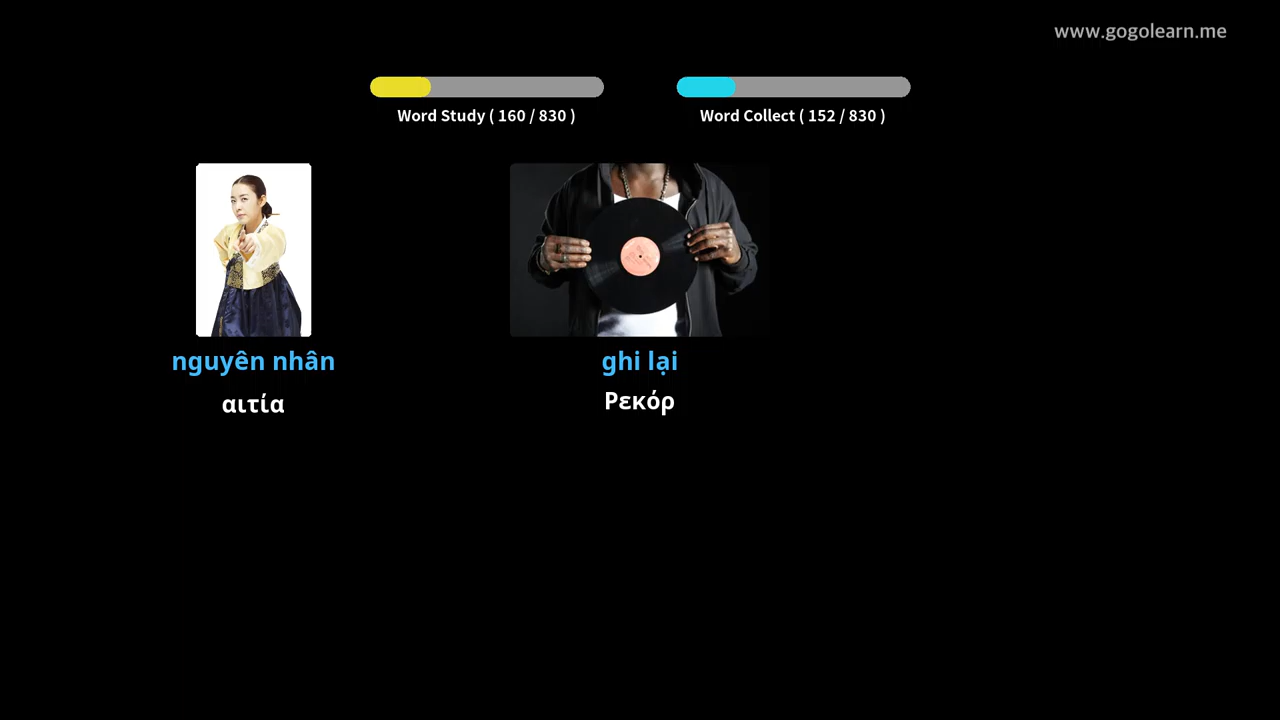 www.gogolearn.me
Word Study ( 160 / 830 )
Word Collect ( 152 / 830 )
nguyên nhân
αιτία
ghi lại
Ρεκόρ